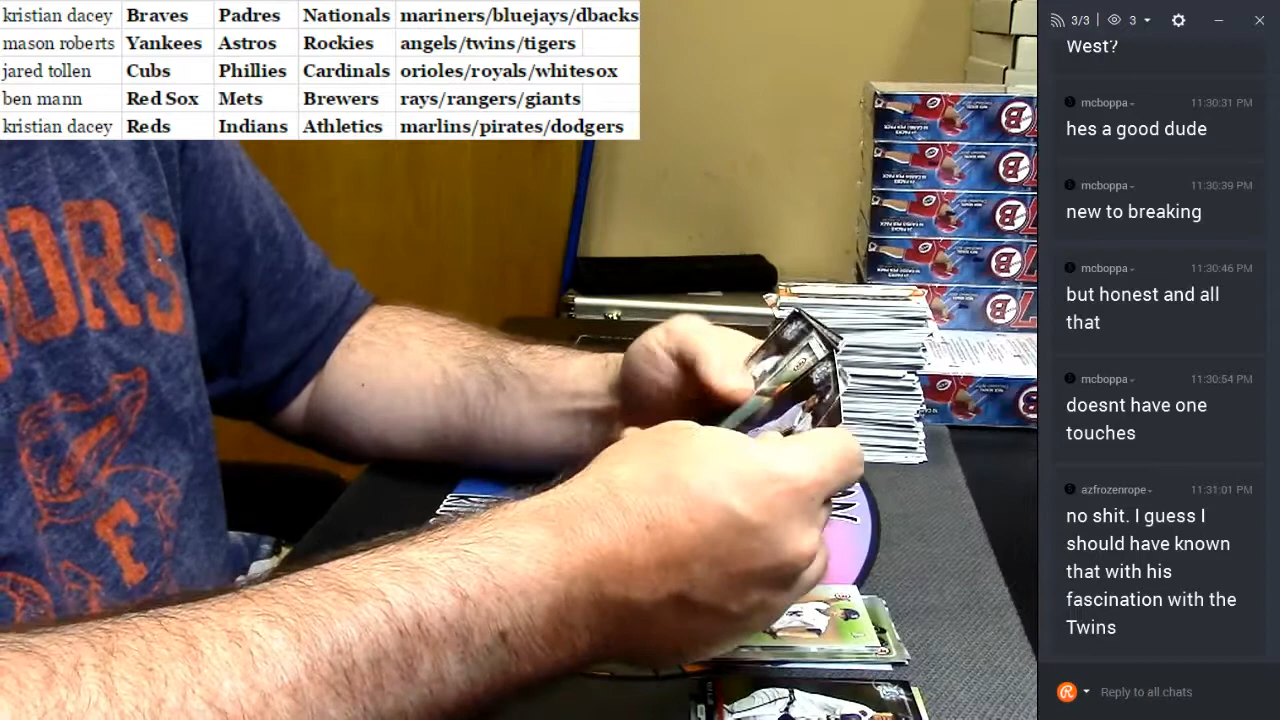 kristian dacey Braves Padres Nationals mariners/bluejays/dbacks
mason roberts Yankees Astros Rockies angels/twins/tigers
jared tollen Cubs Phillies Cardinals orioles/royals/whitesox
ben mann Red Sox Mets Brewers rays/rangers/giants
kristian dacey Reds Indians Athletics marlins/pirates/dodgers
3/3 | 3
West?
mcboppa 11:30:31 PM
hes a good dude
mcboppa 11:30:39 PM
new to breaking
mcboppa 11:30:46 PM
but honest and all
that
mcboppa 11:30:54 PM
doesnt have one
touches
azfrozenrope 11:31:01 PM
no shit. I guess I
should have known
that with his
fascination with the
Twins
Reply to all chats
ORS
F
B
B
B
B
B